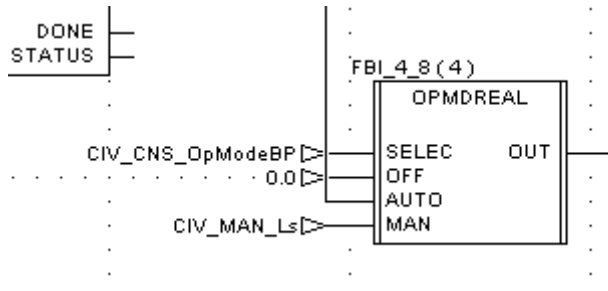 DONE
STATUS
FBI_4_8(4)
OPMDREAL
CIV_CNS_OpModeBP SELEC OUT
0.0 OFF
AUTO
CIV_MAN_Ls MAN